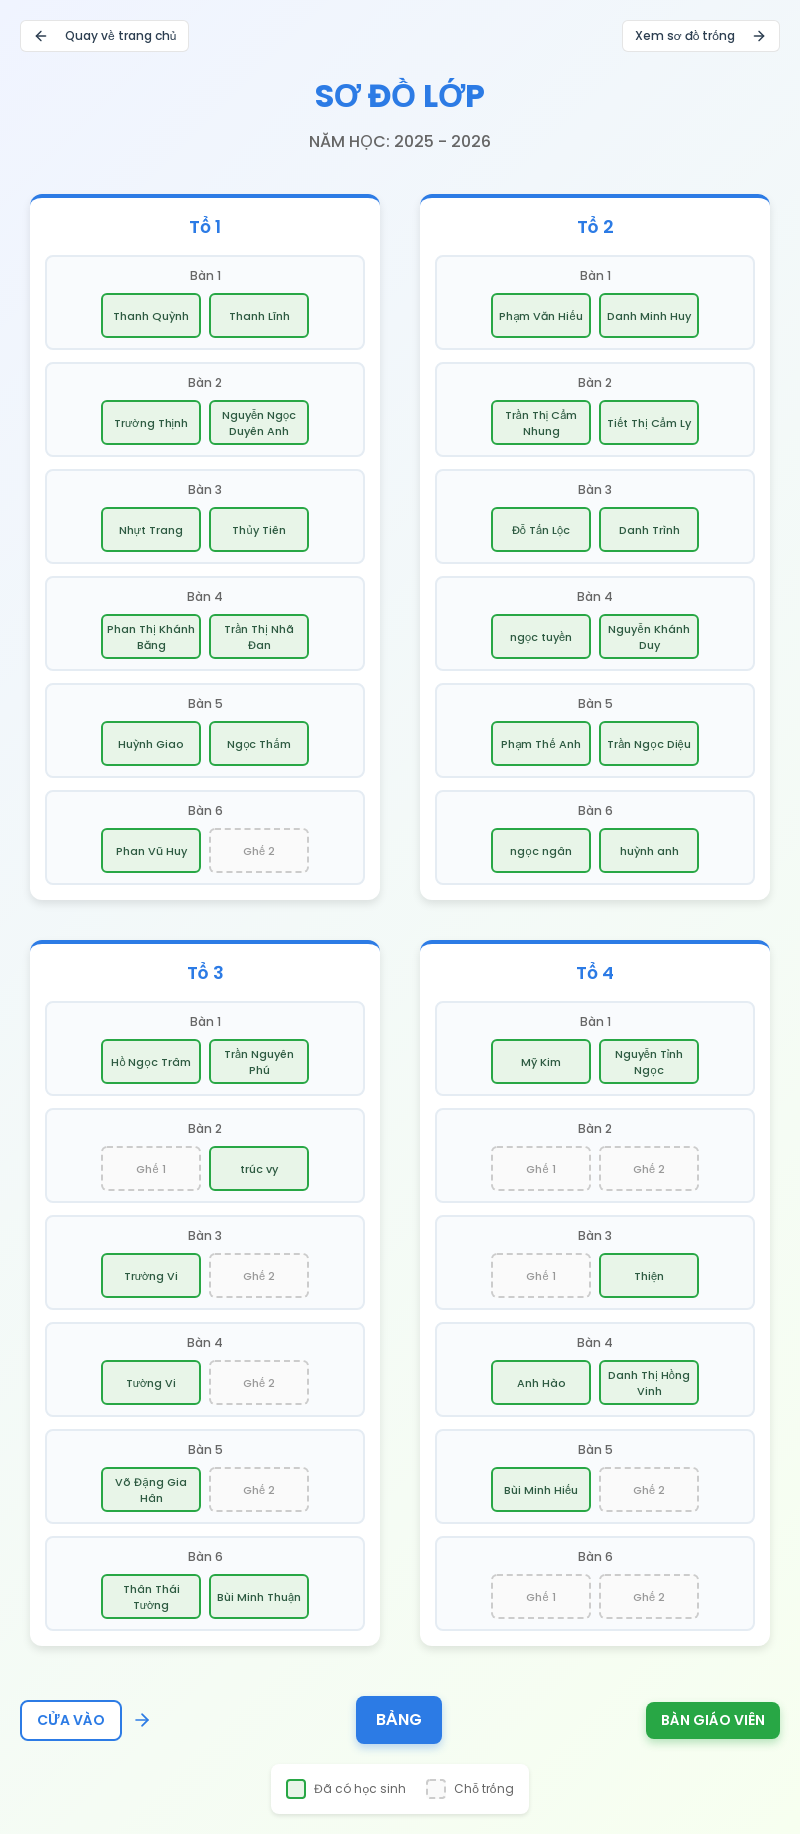 Quay về trang chủ
Xem sơ đồ trống
SƠ ĐỒ LỚP
NĂM HỌC: 2025 - 2026
Tổ 1
Bàn 1
Thanh Quỳnh
Thanh Lĩnh
Bàn 2
Trường Thịnh
Nguyễn Ngọc
Duyên Anh
Bàn 3
Nhựt Trang
Thủy Tiên
Bàn 4
Phan Thị Khánh
Băng
Trần Thị Nhã
Đan
Bàn 5
Huỳnh Giao
Ngọc Thắm
Bàn 6
Phan Vũ Huy
Ghế 2
Tổ 2
Bàn 1
Phạm Văn Hiếu
Danh Minh Huy
Bàn 2
Trần Thị Cẩm
Nhung
Tiết Thị Cẩm Ly
Bàn 3
Đỗ Tấn Lộc
Danh Trình
Bàn 4
ngọc tuyền
Nguyễn Khánh
Duy
Bàn 5
Phạm Thế Anh
Trần Ngọc Diệu
Bàn 6
ngọc ngân
huỳnh anh
Tổ 3
Bàn 1
Hồ Ngọc Trâm
Trần Nguyên
Phú
Bàn 2
Ghế 1
trúc vy
Bàn 3
Trường Vi
Ghế 2
Bàn 4
Tường Vi
Ghế 2
Bàn 5
Võ Đặng Gia
Hân
Ghế 2
Bàn 6
Thân Thái
Tường
Bùi Minh Thuận
Tổ 4
Bàn 1
Mỹ Kim
Nguyễn Tình
Ngọc
Bàn 2
Ghế 1
Ghế 2
Bàn 3
Ghế 1
Thiện
Bàn 4
Anh Hào
Danh Thị Hồng
Vinh
Bàn 5
Bùi Minh Hiếu
Ghế 2
Bàn 6
Ghế 1
Ghế 2
CỬA VÀO
BẢNG
BÀN GIÁO VIÊN
Đã có học sinh
Chỗ trống